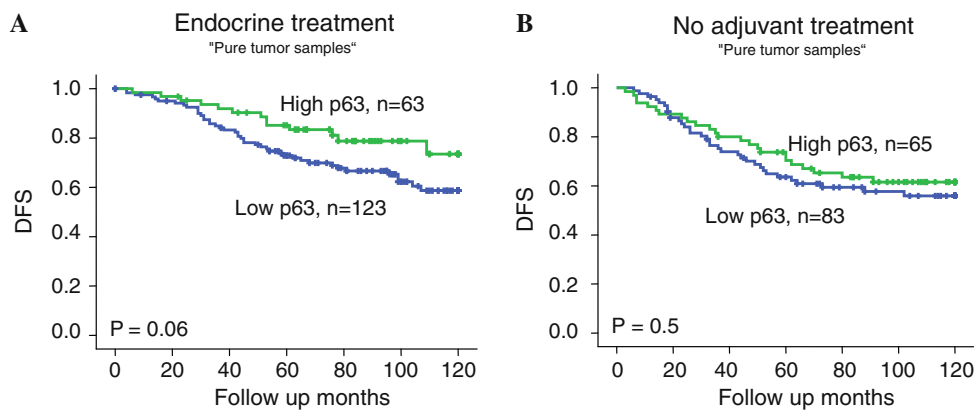 A
Endocrine treatment
"Pure tumor samples“
1.0
0.8
0.6
0.4
0.2
0.0
DFS
High p63, n=63
Low p63, n=123
P = 0.06
0 20 40 60 80 100 120
Follow up months
B
No adjuvant treatment
"Pure tumor samples“
1.0
0.8
0.6
0.4
0.2
0.0
DFS
High p63, n=65
Low p63, n=83
P = 0.5
0 20 40 60 80 100 120
Follow up months